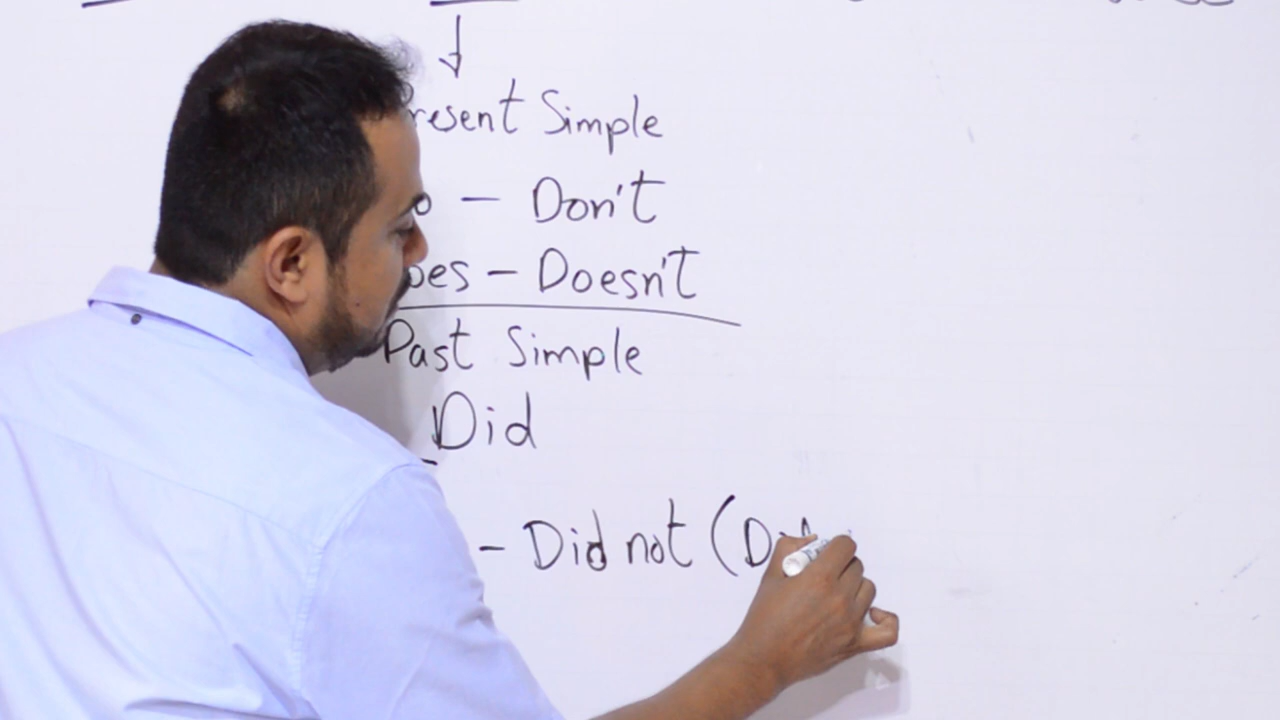 resent Simple
o – Don't
oes – Doesn't
Past Simple
Did
– Did not (D